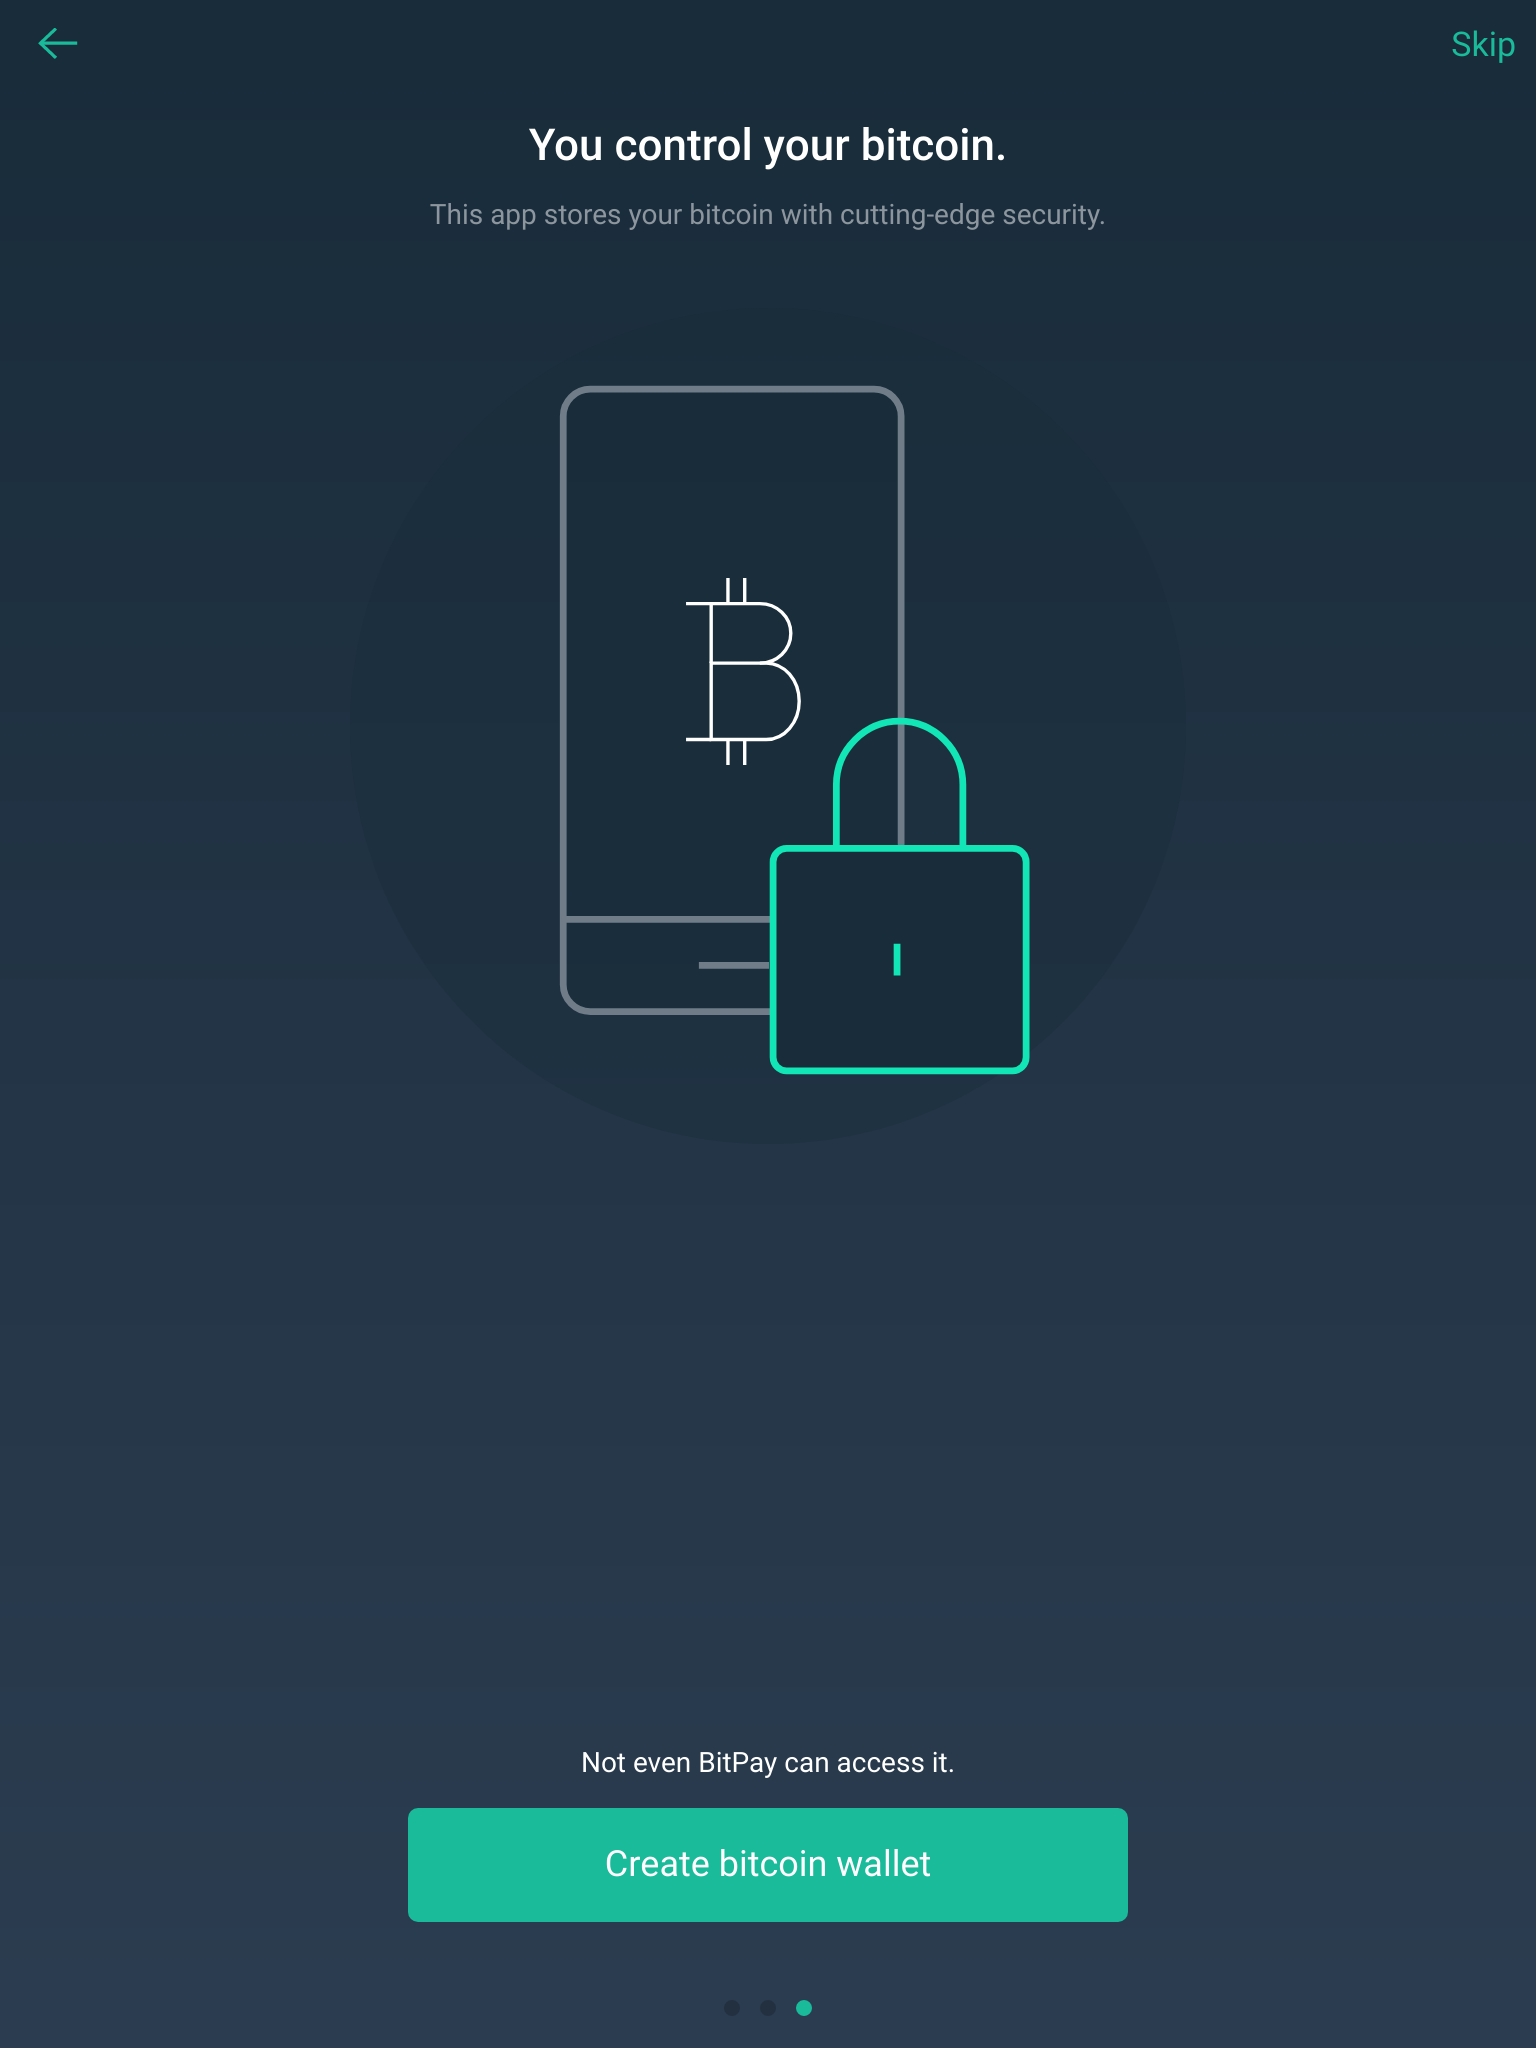 Skip
You control your bitcoin.
This app stores your bitcoin with cutting-edge security.
Not even BitPay can access it.
Create bitcoin wallet